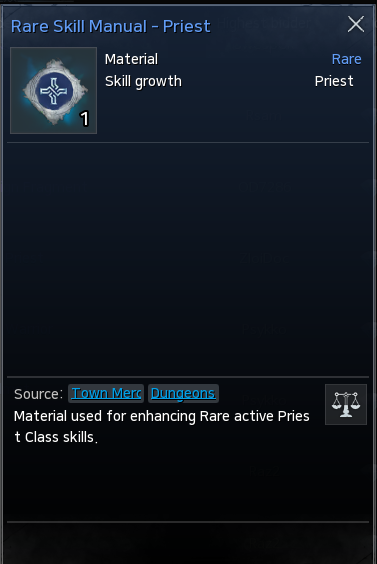 Rare Skill Manual - Priest
Material Rare
Skill growth Priest
1
Source: Town Merc Dungeons
Material used for enhancing Rare active Pries
t Class skills.